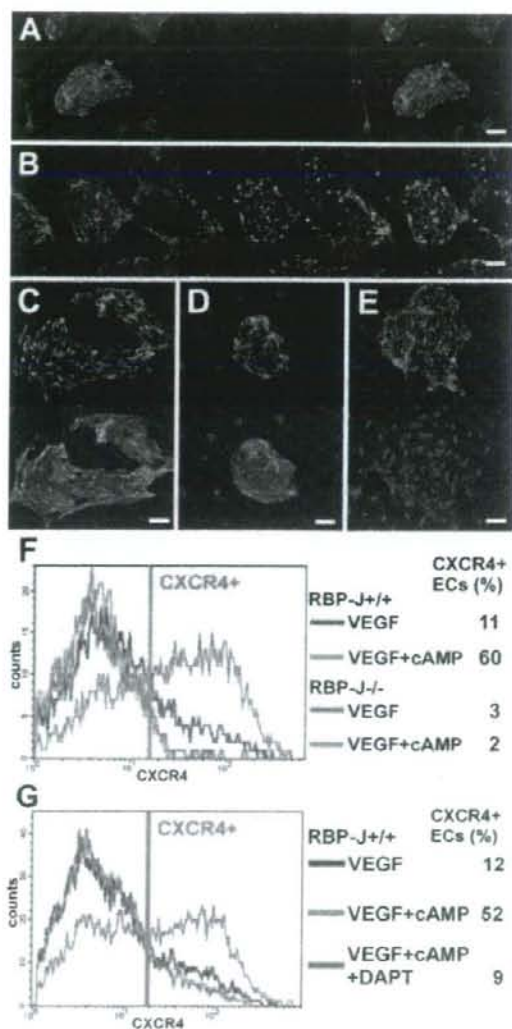 A
B
C
D
E
F
CXCR4+
CXCR4+
ECs (%)
RBP-J+/+
VEGF 11
VEGF+cAMP 60
RBP-J-/-
VEGF 3
VEGF+cAMP 2
counts
CXCR4
G
CXCR4+
CXCR4+
ECs (%)
RBP-J+/+
VEGF 12
VEGF+cAMP 52
VEGF+cAMP
+DAPT 9
counts
CXCR4